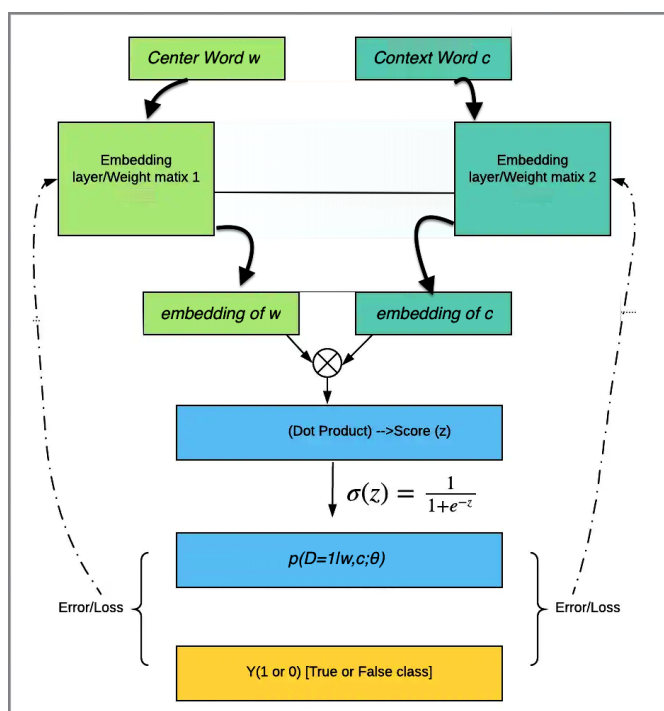 Center Word w
Context Word c
Embedding
layer/Weight matix 1
Embedding
layer/Weight matix 2
embedding of w
embedding of c
(Dot Product) -->Score (z)
σ(z) = 1/(1+e^{-z})
p(D=1|w,c;θ)
Error/Loss
Error/Loss
Y(1 or 0) [True or False class]